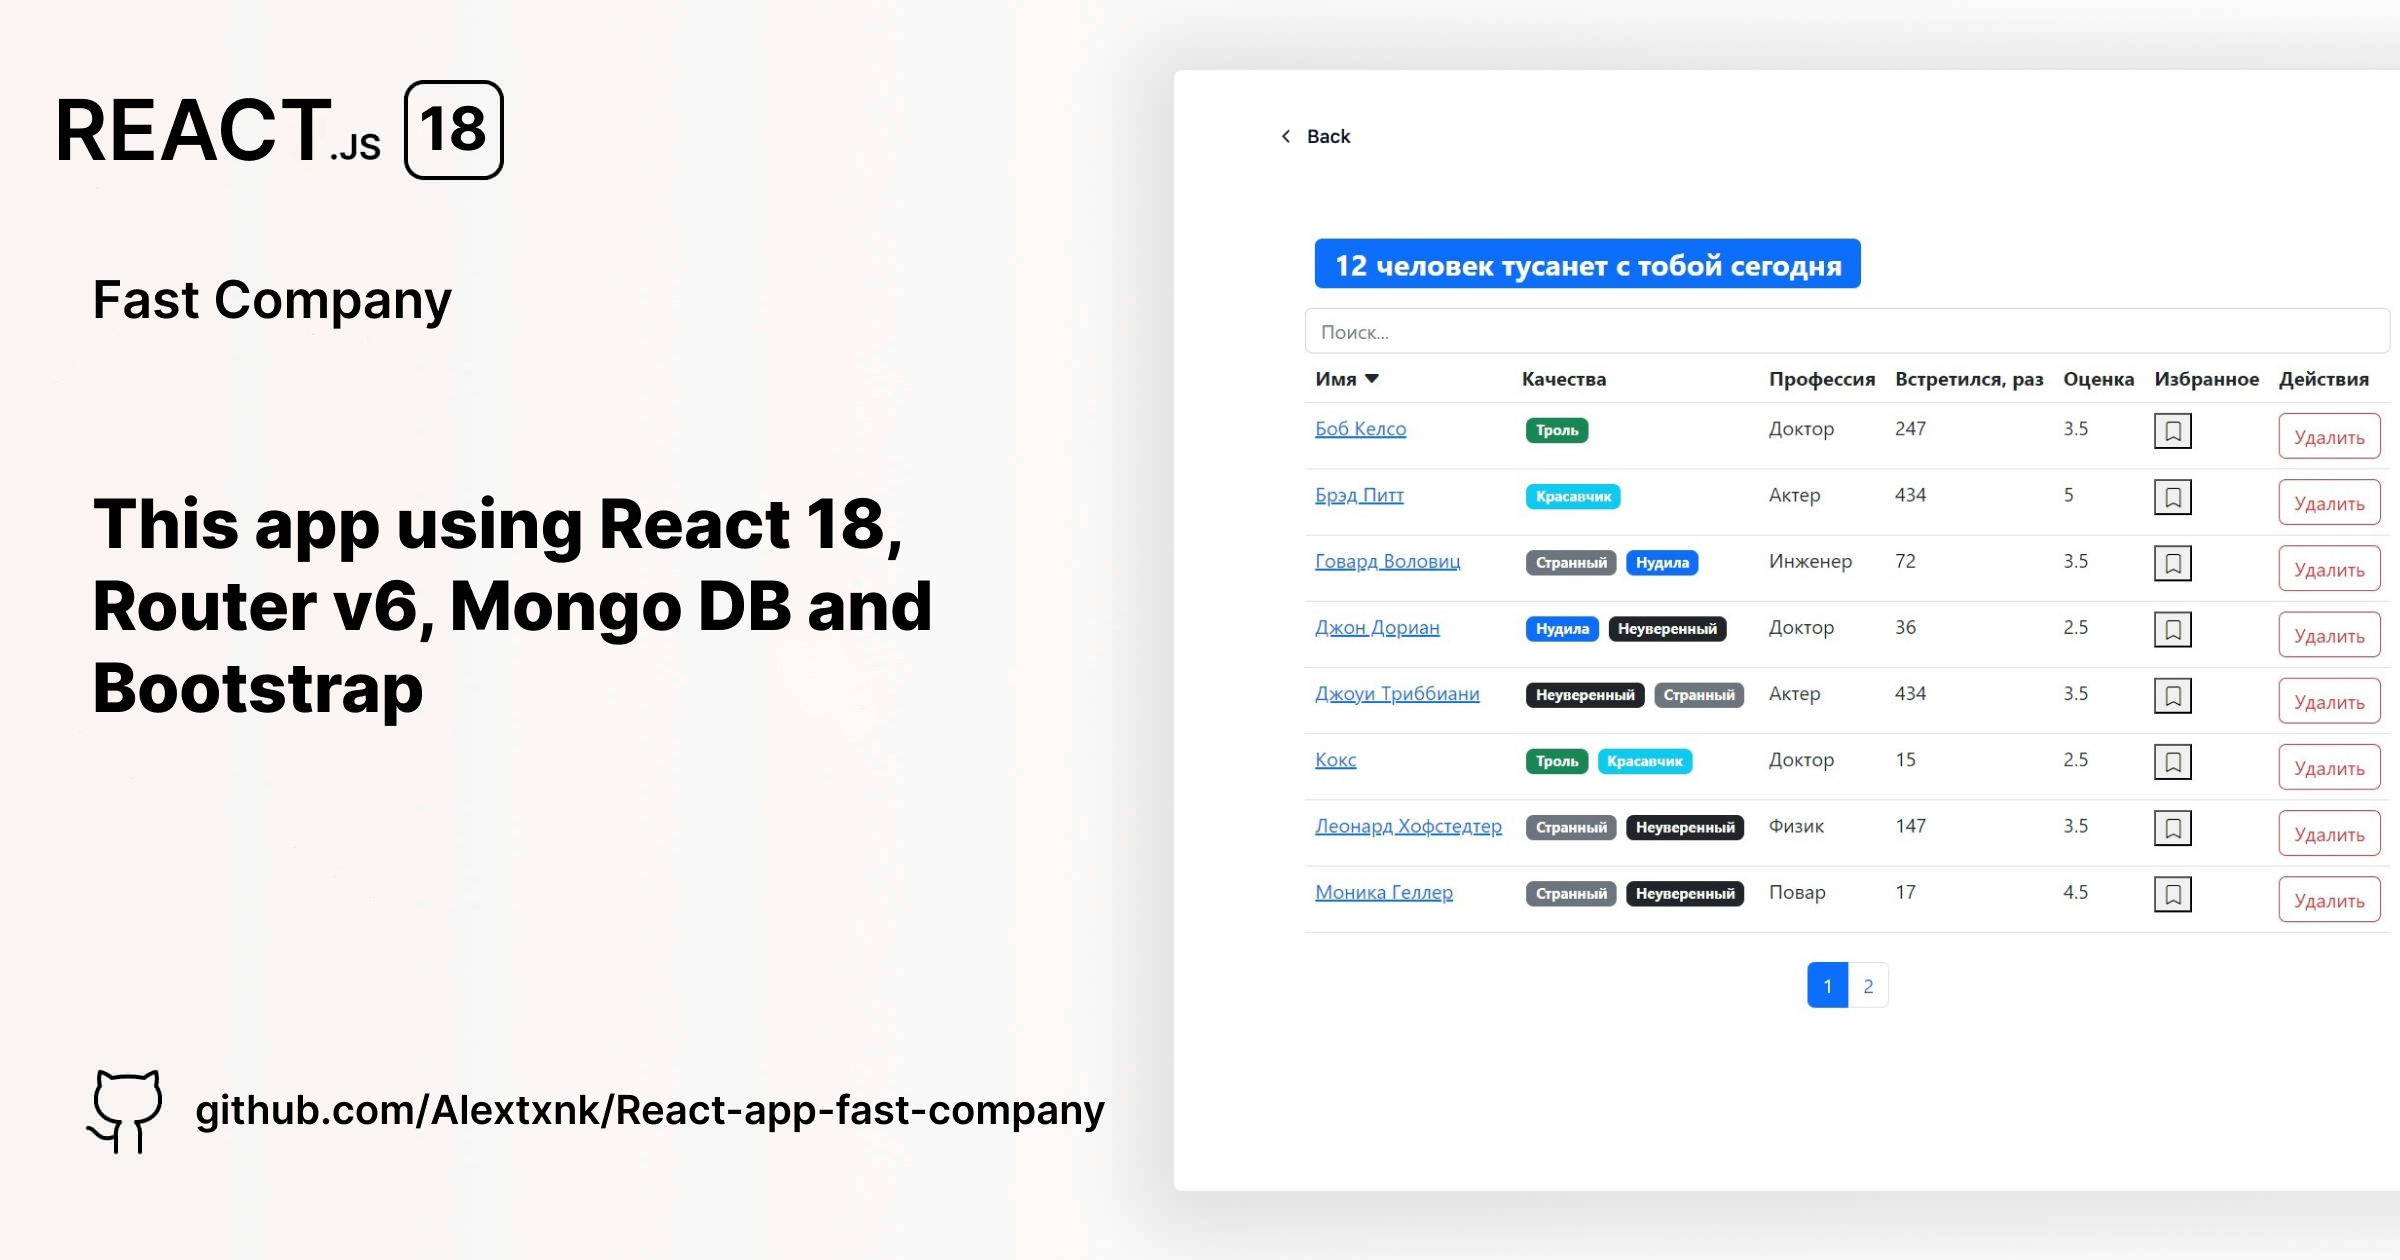 REACT.JS 18
Fast Company
This app using React 18,
Router v6, Mongo DB and
Bootstrap
github.com/Alextxnk/React-app-fast-company
Back
12 человек тусанет с тобой сегодня
Поиск...
Имя Качества Профессия Встретился, раз Оценка Избранное Действия
Боб Келсо Троль Доктор 247 3.5 Удалить
Брэд Питт Красавчик Актер 434 5 Удалить
Говард Воловиц Странный Нудила Инженер 72 3.5 Удалить
Джон Дориан Нудила Неуверенный Доктор 36 2.5 Удалить
Джоуи Триббиани Неуверенный Странный Актер 434 3.5 Удалить
Кокс Троль Красавчик Доктор 15 2.5 Удалить
Леонард Хофстедтер Странный Неуверенный Физик 147 3.5 Удалить
Моника Геллер Странный Неуверенный Повар 17 4.5 Удалить
1 2